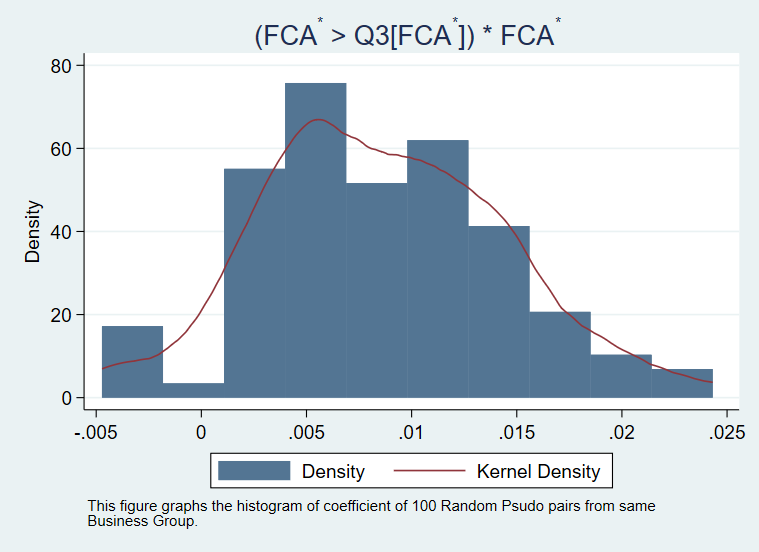 (FCA* > Q3[FCA*]) * FCA*
80
60
40
20
0
Density
-.005 0 .005 .01 .015 .02 .025
Density Kernel Density
This figure graphs the histogram of coefficient of 100 Random Psudo pairs from same
Business Group.